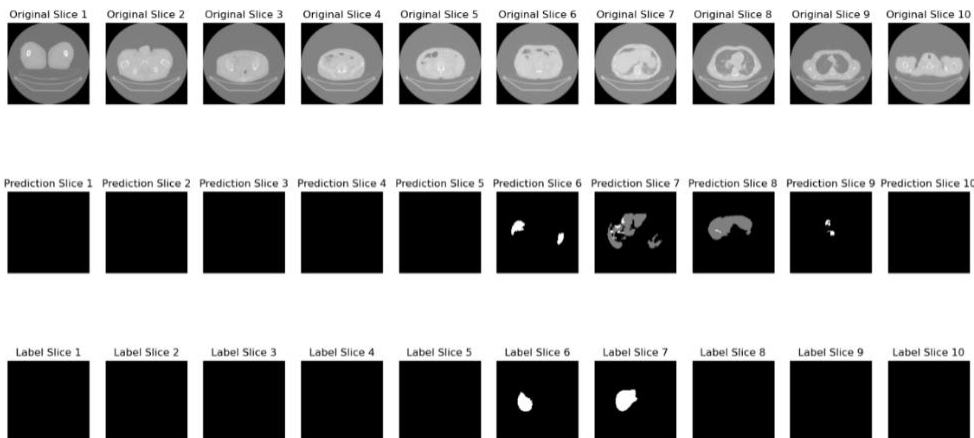 Original Slice 1 Original Slice 2 Original Slice 3 Original Slice 4 Original Slice 5 Original Slice 6 Original Slice 7 Original Slice 8 Original Slice 9 Original Slice 10
Prediction Slice 1 Prediction Slice 2 Prediction Slice 3 Prediction Slice 4 Prediction Slice 5 Prediction Slice 6 Prediction Slice 7 Prediction Slice 8 Prediction Slice 9 Prediction Slice 10
Label Slice 1 Label Slice 2 Label Slice 3 Label Slice 4 Label Slice 5 Label Slice 6 Label Slice 7 Label Slice 8 Label Slice 9 Label Slice 10